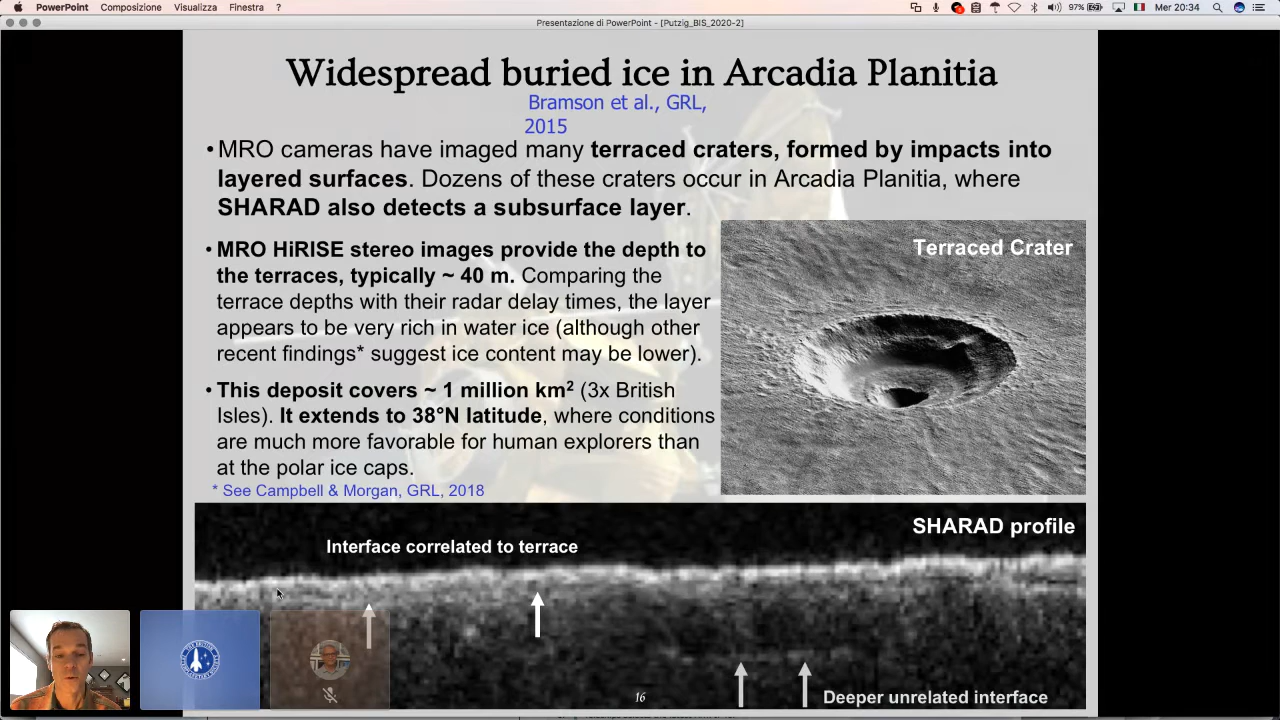 PowerPoint Composizione Visualizza Finestra ?
97% Mer 20:34
Presentazione di PowerPoint - [Putzig_BIS_2020-2]
Widespread buried ice in Arcadia Planitia
Bramson et al., GRL,
2015
•MRO cameras have imaged many terraced craters, formed by impacts into
layered surfaces. Dozens of these craters occur in Arcadia Planitia, where
SHARAD also detects a subsurface layer.
• MRO HiRISE stereo images provide the depth to
the terraces, typically ~ 40 m. Comparing the
terrace depths with their radar delay times, the layer
appears to be very rich in water ice (although other
recent findings* suggest ice content may be lower).
• This deposit covers ~ 1 million km² (3x British
Isles). It extends to 38°N latitude, where conditions
are much more favorable for human explorers than
at the polar ice caps.
* See Campbell & Morgan, GRL, 2018
Terraced Crater
SHARAD profile
Interface correlated to terrace
Deeper unrelated interface
16